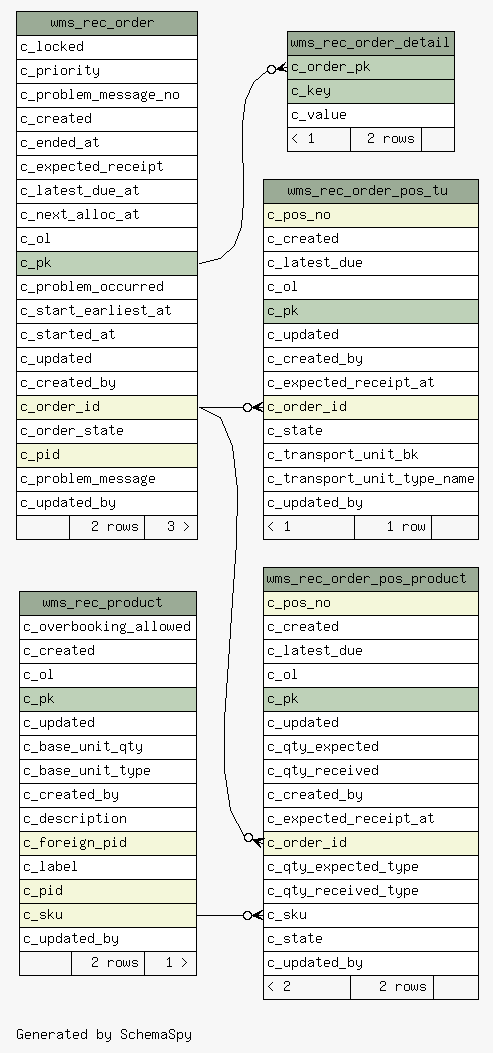 wms_rec_order
c_locked
c_priority
c_problem_message_no
c_created
c_ended_at
c_expected_receipt
c_latest_due_at
c_next_alloc_at
c_ol
c_pk
c_problem_occurred
c_start_earliest_at
c_started_at
c_updated
c_created_by
c_order_id
c_order_state
c_pid
c_problem_message
c_updated_by
2 rows 3 >
wms_rec_order_detail
c_order_pk
c_key
c_value
< 1 2 rows
wms_rec_order_pos_tu
c_pos_no
c_created
c_latest_due
c_ol
c_pk
c_updated
c_created_by
c_expected_receipt_at
c_order_id
c_state
c_transport_unit_bk
c_transport_unit_type_name
c_updated_by
< 1 1 row
wms_rec_product
c_overbooking_allowed
c_created
c_ol
c_pk
c_updated
c_base_unit_qty
c_base_unit_type
c_created_by
c_description
c_foreign_pid
c_label
c_pid
c_sku
c_updated_by
2 rows 1 >
wms_rec_order_pos_product
c_pos_no
c_created
c_latest_due
c_ol
c_pk
c_updated
c_qty_expected
c_qty_received
c_created_by
c_expected_receipt_at
c_order_id
c_qty_expected_type
c_qty_received_type
c_sku
c_state
c_updated_by
< 2 2 rows
Generated by SchemaSpy